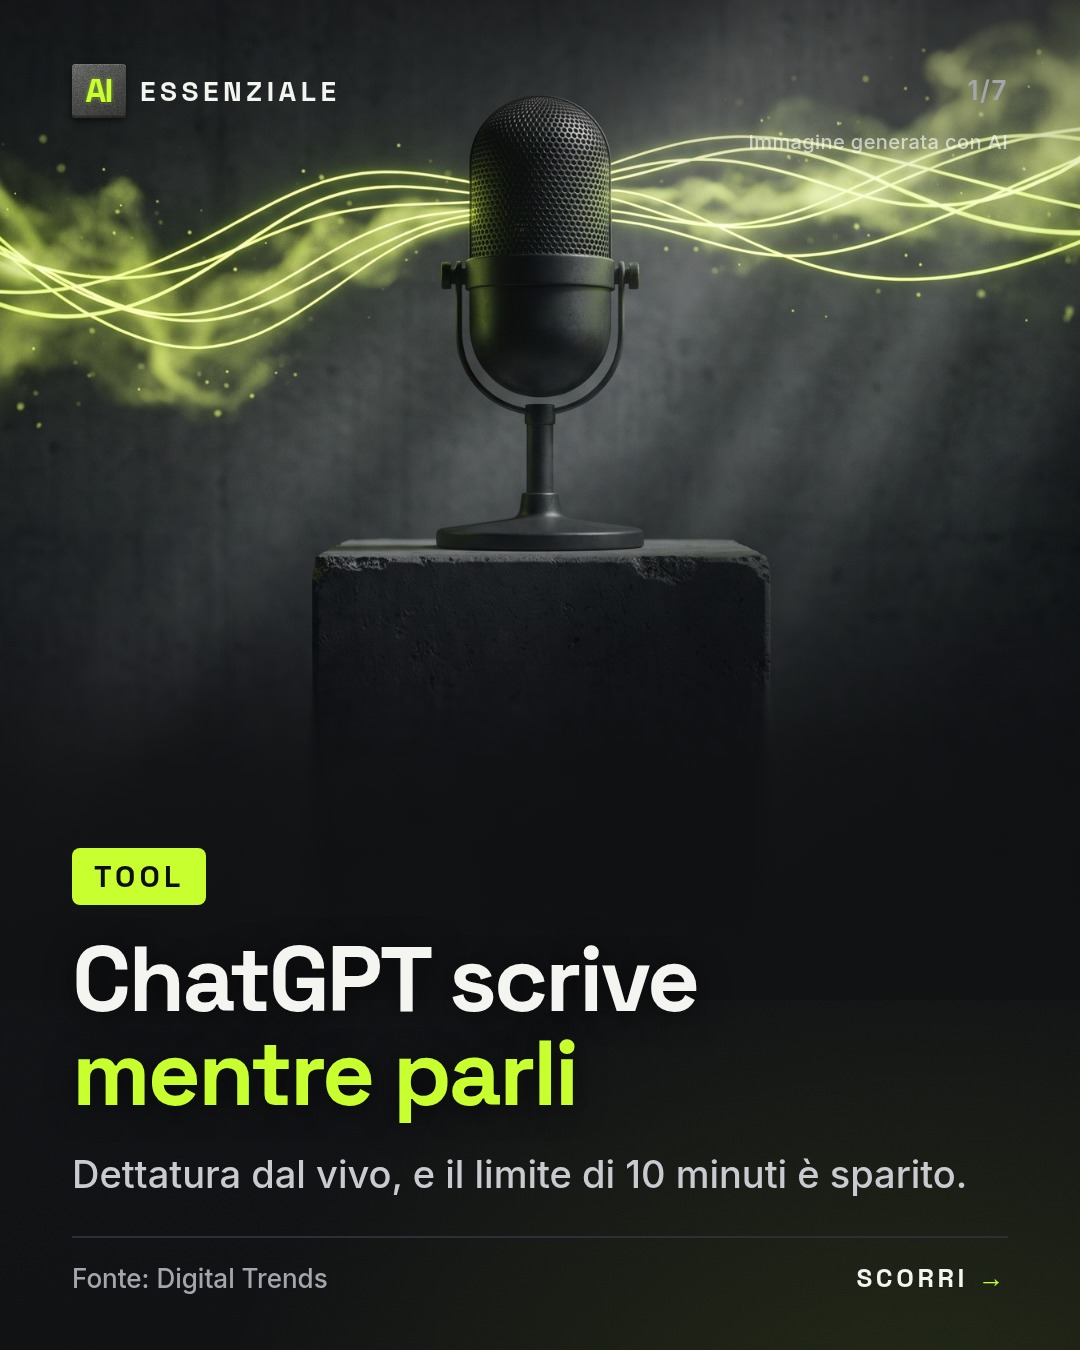 AI ESSENZIALE
1/7
Immagine generata con AI
TOOL
ChatGPT scrive
mentre parli
Dettatura dal vivo, e il limite di 10 minuti è sparito.
Fonte: Digital Trends
SCORRI →